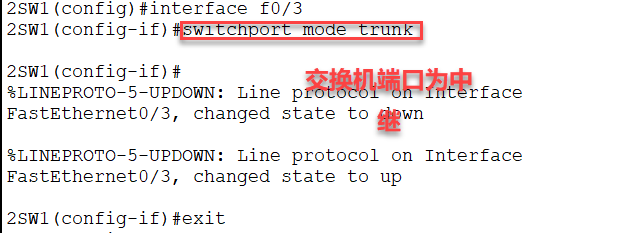 2SW1(config)#interface f0/3
2SW1(config-if)#switchport mode trunk
2SW1(config-if)#
交换机端口为中
继
%LINEPROTO-5-UPDOWN: Line protocol on Interface
FastEthernet0/3, changed state to down
%LINEPROTO-5-UPDOWN: Line protocol on Interface
FastEthernet0/3, changed state to up
2SW1(config-if)#exit